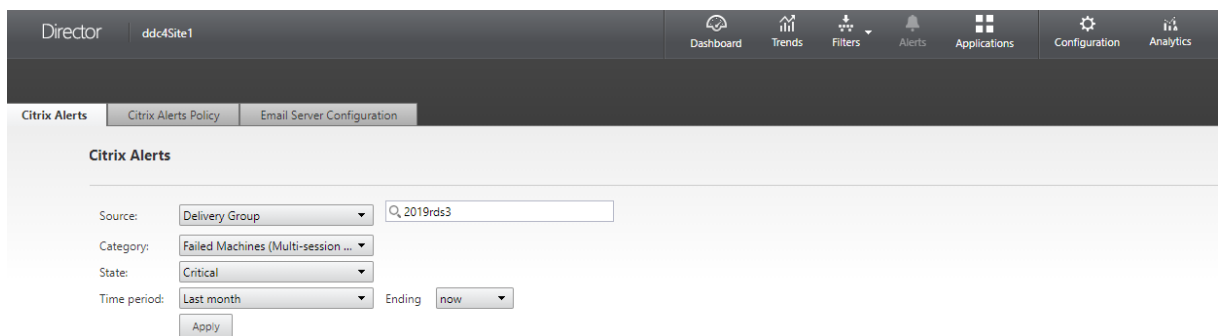 Director ddc4Site1 Dashboard Trends Filters Alerts Applications Configuration Analytics
Citrix Alerts Citrix Alerts Policy Email Server Configuration
Citrix Alerts
Source: Delivery Group 2019rds3
Category: Failed Machines (Multi-session ...
State: Critical
Time period: Last month Ending now
Apply